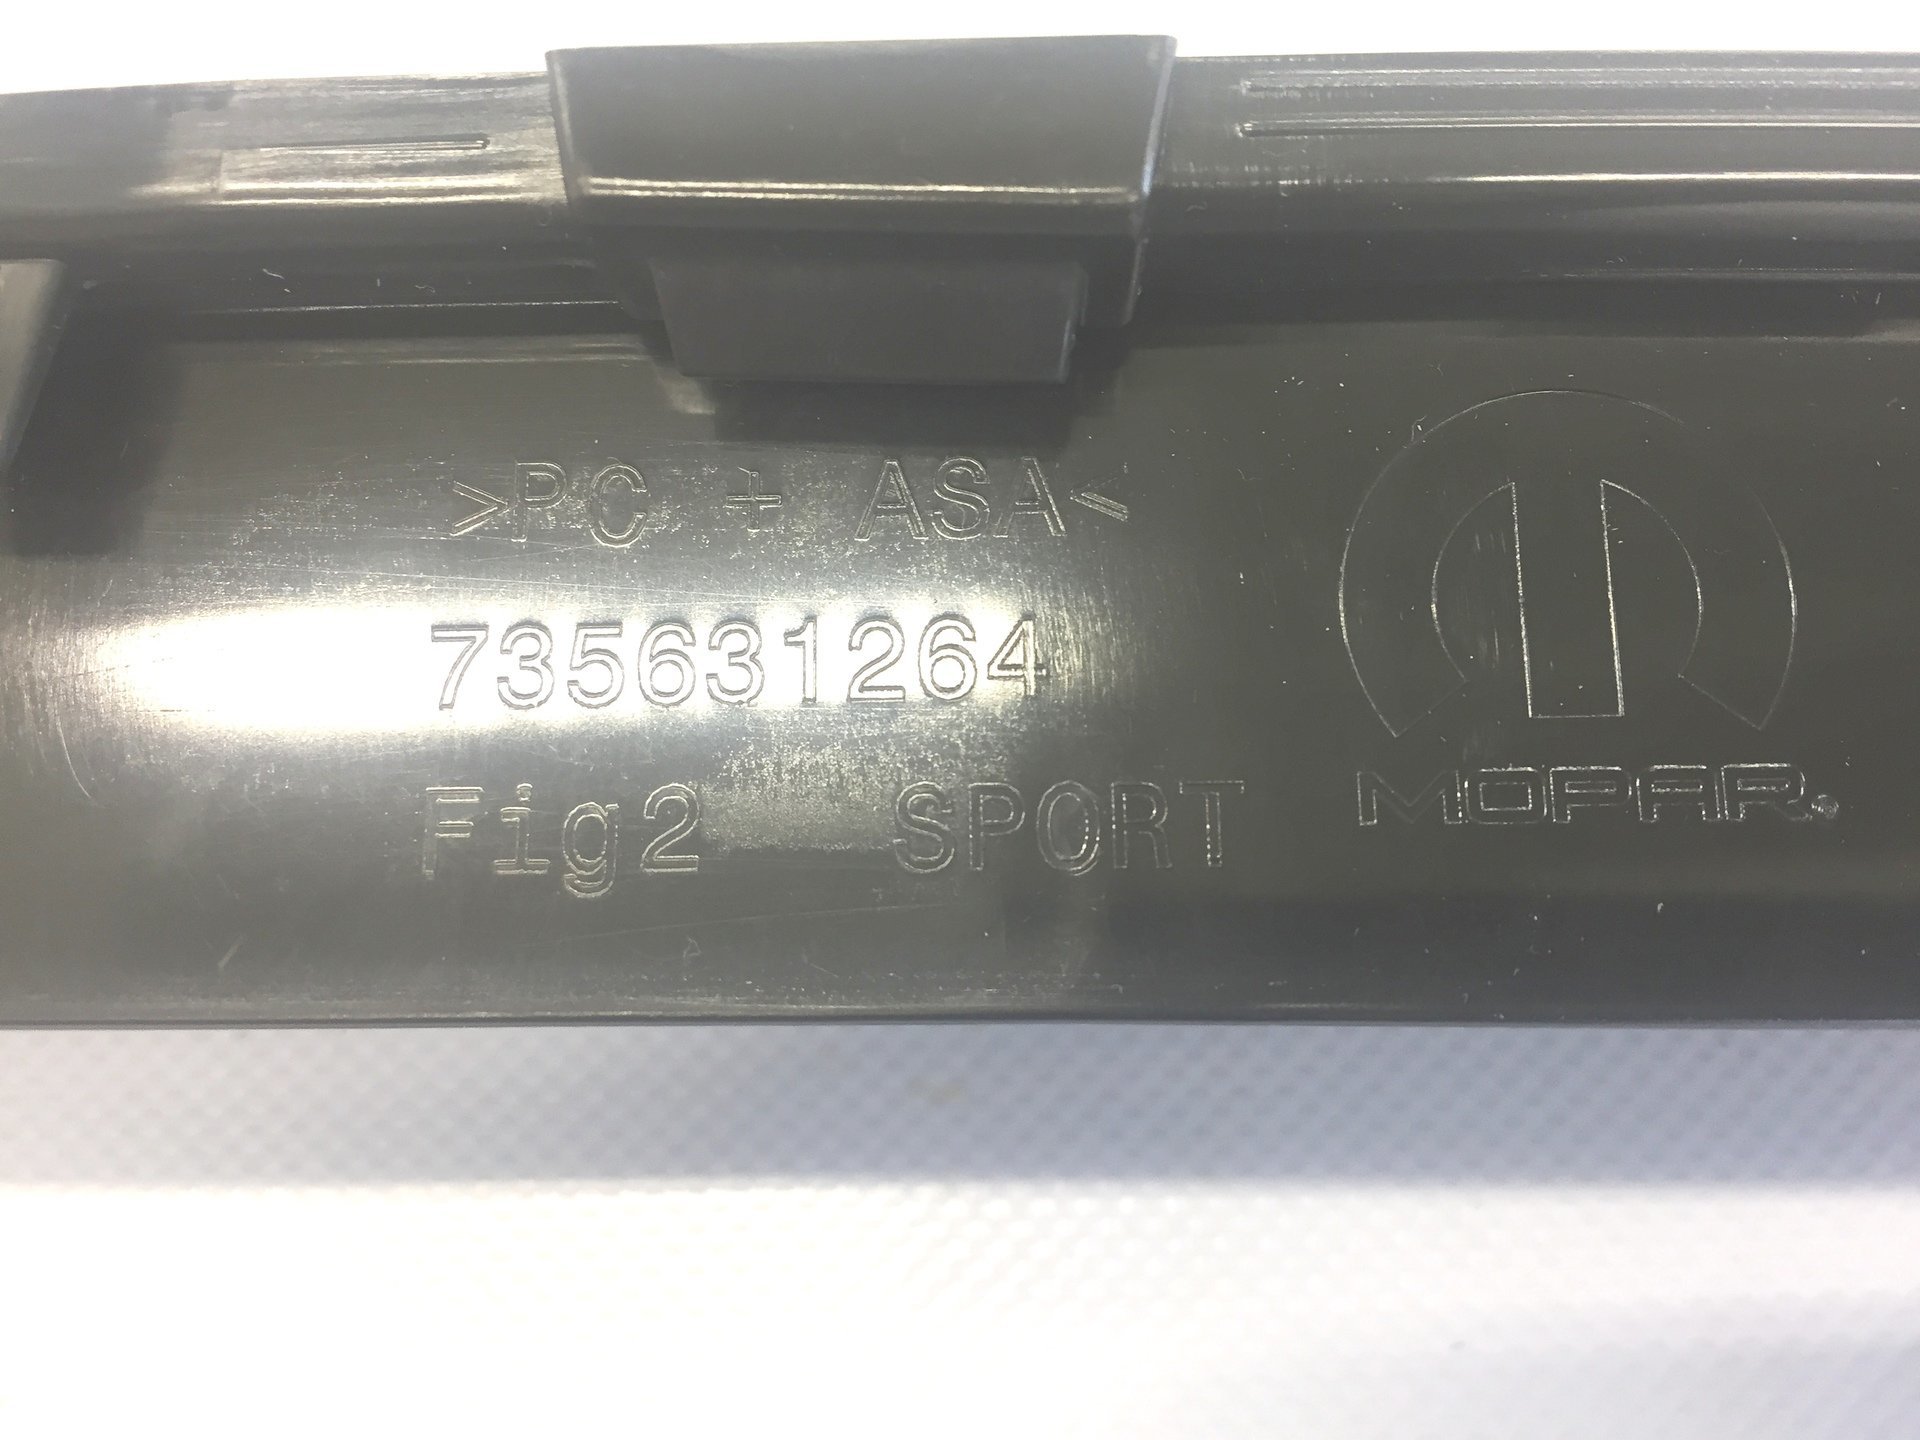 >PC + ASA<
735631264
Fig2 SPORT
MOPAR®